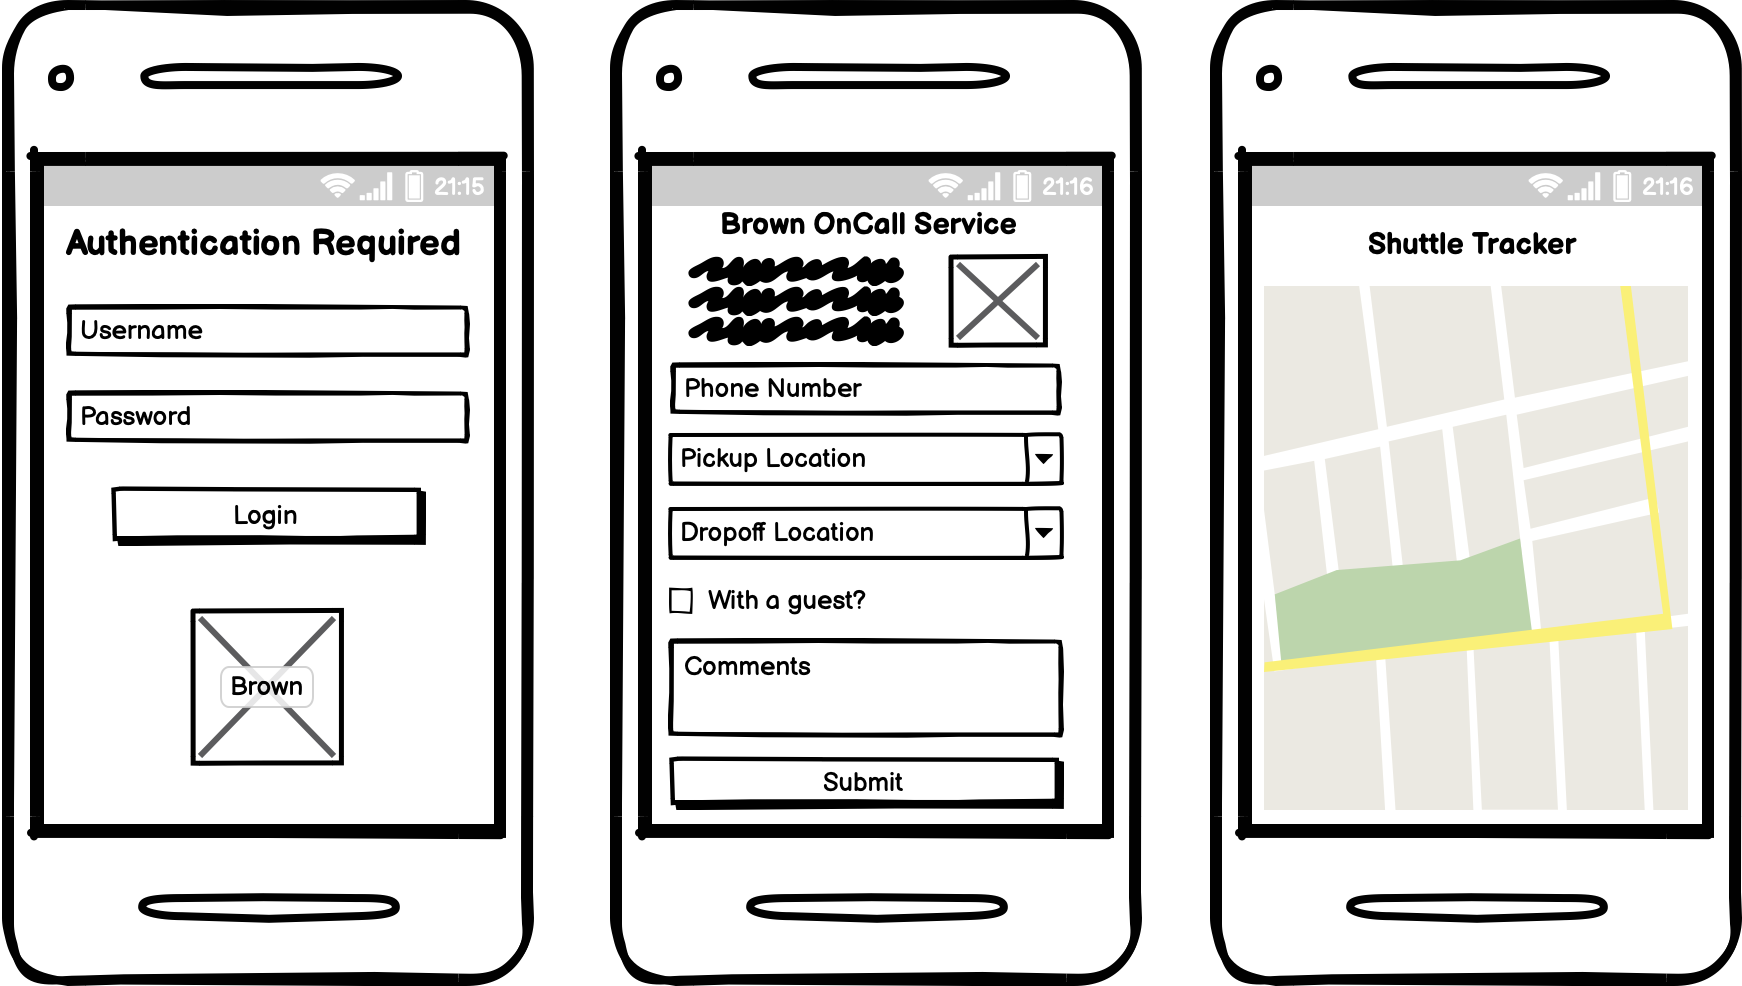 21:15
Authentication Required
Username
Password
Login
Brown
21:16
Brown OnCall Service
Phone Number
Pickup Location
Dropoff Location
With a guest?
Comments
Submit
21:16
Shuttle Tracker